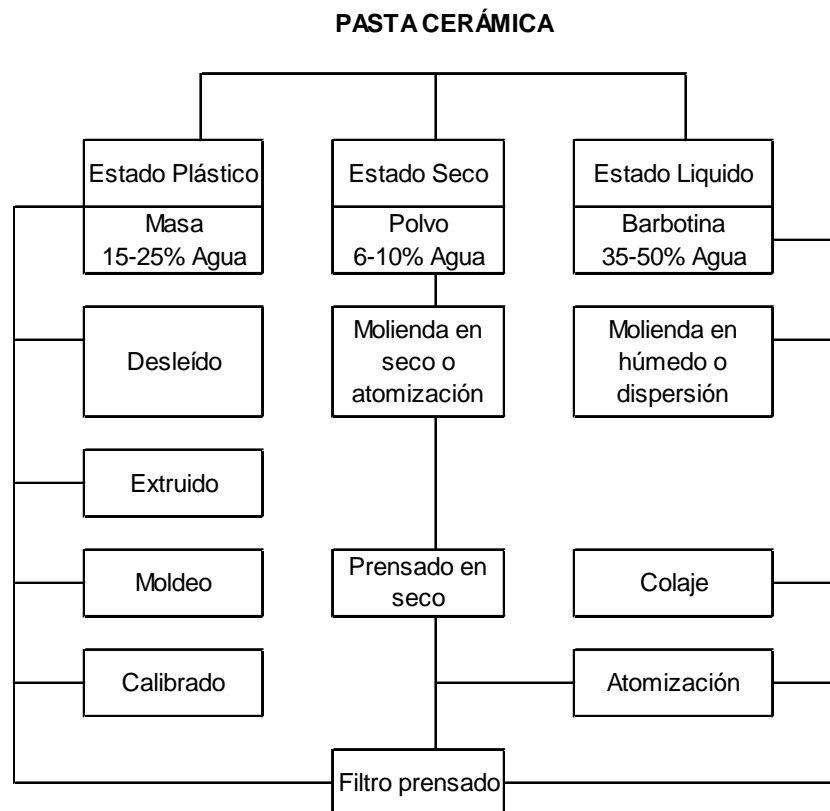 PASTA CERÁMICA
Estado Plástico
Estado Seco
Estado Liquido
Masa
15-25% Agua
Polvo
6-10% Agua
Barbotina
35-50% Agua
Desleído
Molienda en
seco o
atomización
Molienda en
húmedo o
dispersión
Extruido
Moldeo
Prensado en
seco
Colaje
Calibrado
Atomización
Filtro prensado